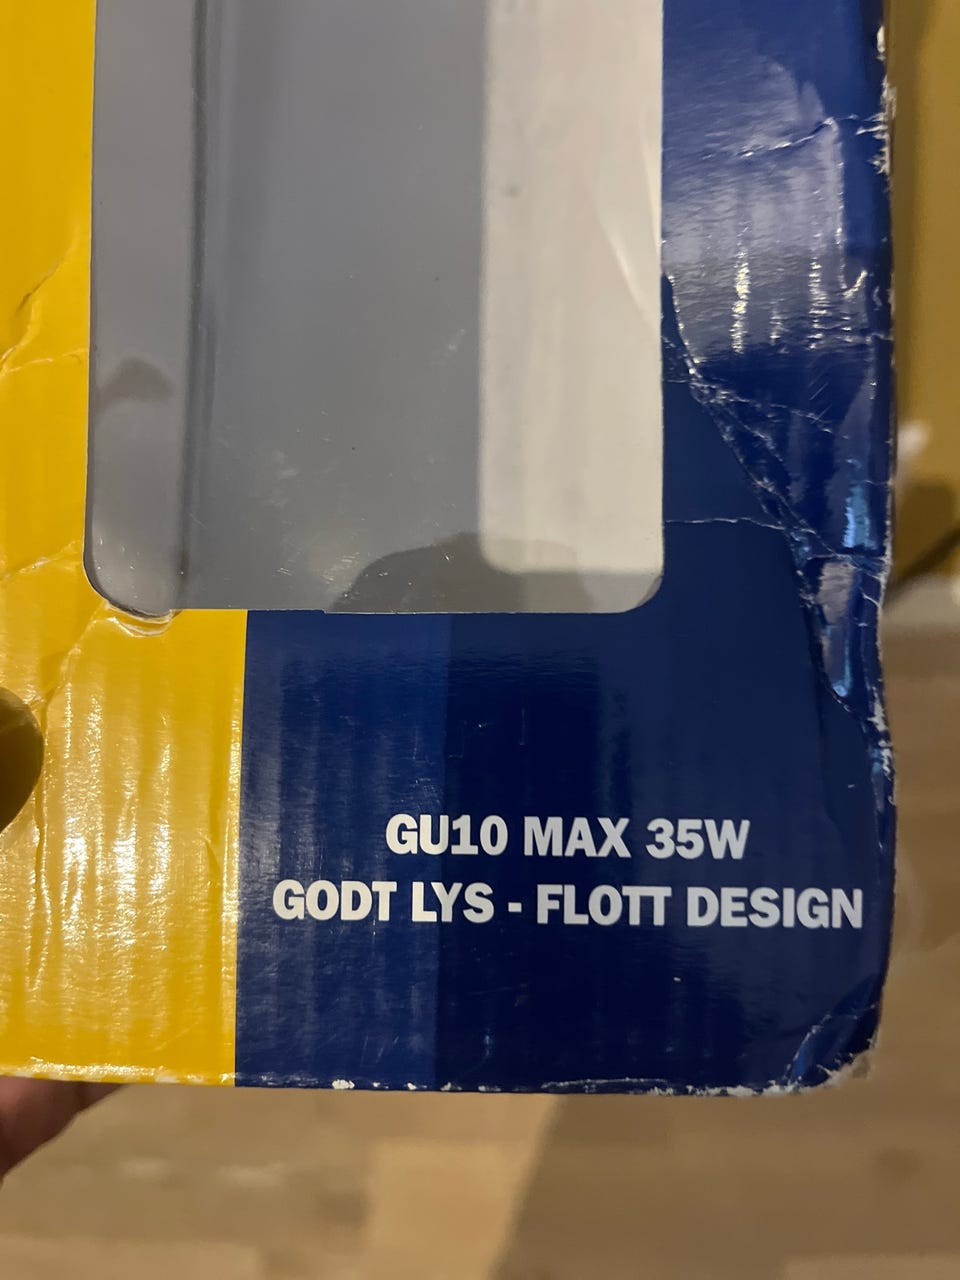 GU10 MAX 35W
GODT LYS - FLOTT DESIGN